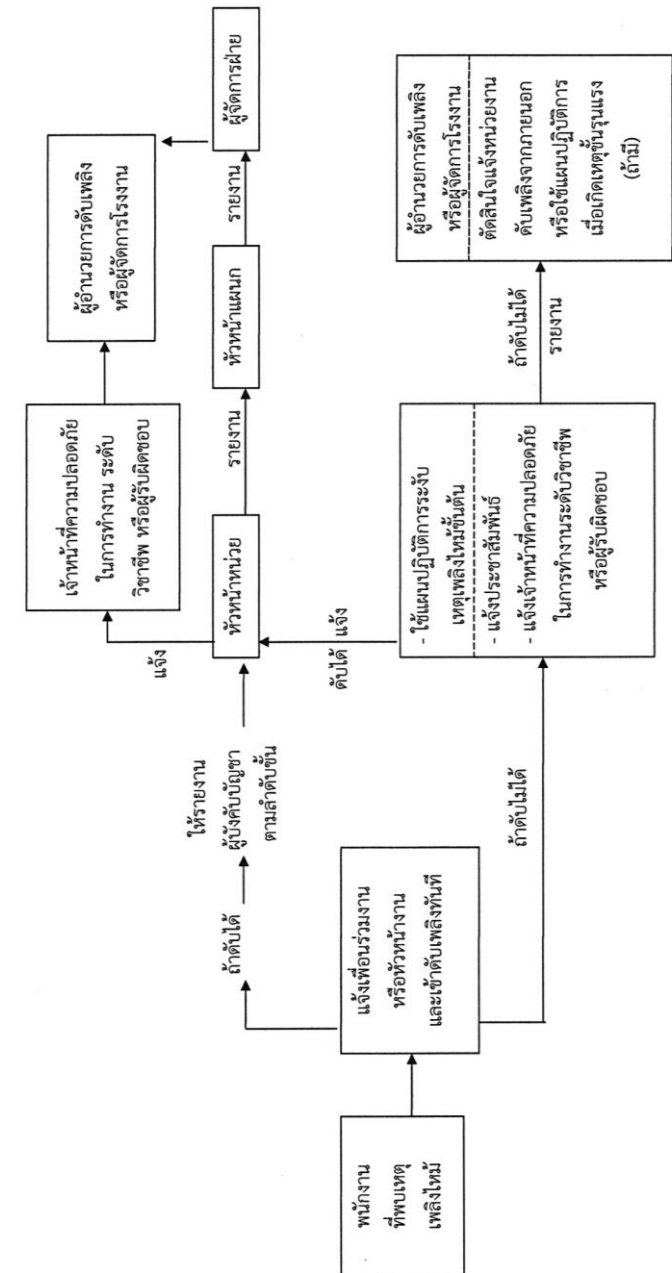 พนักงาน
ที่พบเหตุ
เพลิงไหม้
แจ้งเพื่อนร่วมงาน
หรือหัวหน้างาน
และเข้าดับเพลิงทันที
ถ้าดับได้
ให้รายงาน
ผู้บังคับบัญชา
ตามลำดับชั้น
หัวหน้าหน่วย
แจ้ง
เจ้าหน้าที่ความปลอดภัย
ในการทำงาน ระดับ
วิชาชีพ หรือผู้รับผิดชอบ
ผู้อำนวยการดับเพลิง
หรือผู้จัดการโรงงาน
รายงาน
หัวหน้าแผนก
รายงาน
ผู้จัดการฝ่าย
ถ้าดับไม่ได้
- ใช้แผนปฏิบัติการระงับ
เหตุเพลิงไหม้ขั้นต้น
- แจ้งประชาสัมพันธ์
- แจ้งเจ้าหน้าที่ความปลอดภัย
ในการทำงานระดับวิชาชีพ
หรือผู้รับผิดชอบ
ดับได้ แจ้ง
ถ้าดับไม่ได้
รายงาน
ผู้อำนวยการดับเพลิง
หรือผู้จัดการโรงงาน
ตัดสินใจแจ้งหน่วยงาน
ดับเพลิงจากภายนอก
หรือใช้แผนปฏิบัติการ
เมื่อเกิดเหตุขั้นรุนแรง
(ถ้ามี)